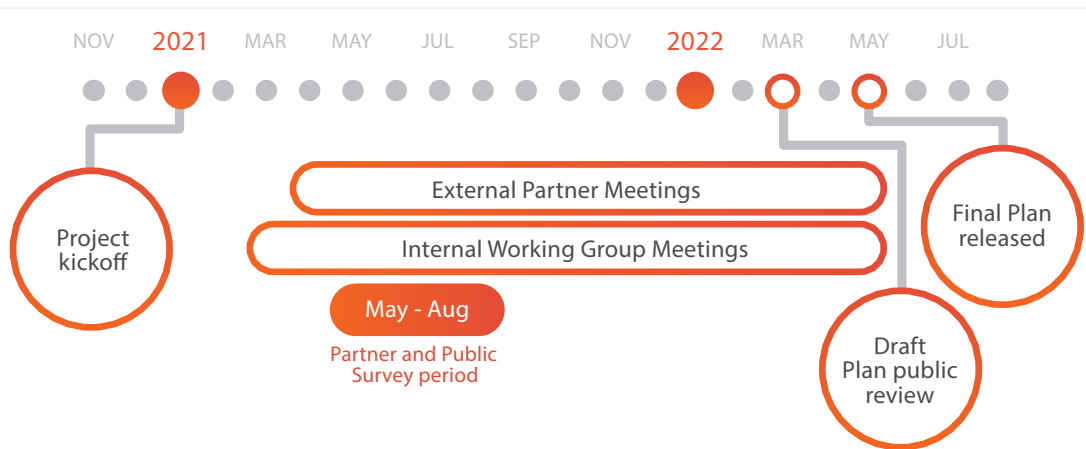 NOV 2021 MAR MAY JUL SEP NOV 2022 MAR MAY JUL
External Partner Meetings
Internal Working Group Meetings
Project
kickoff
Final Plan
released
May - Aug
Partner and Public
Survey period
Draft
Plan public
review